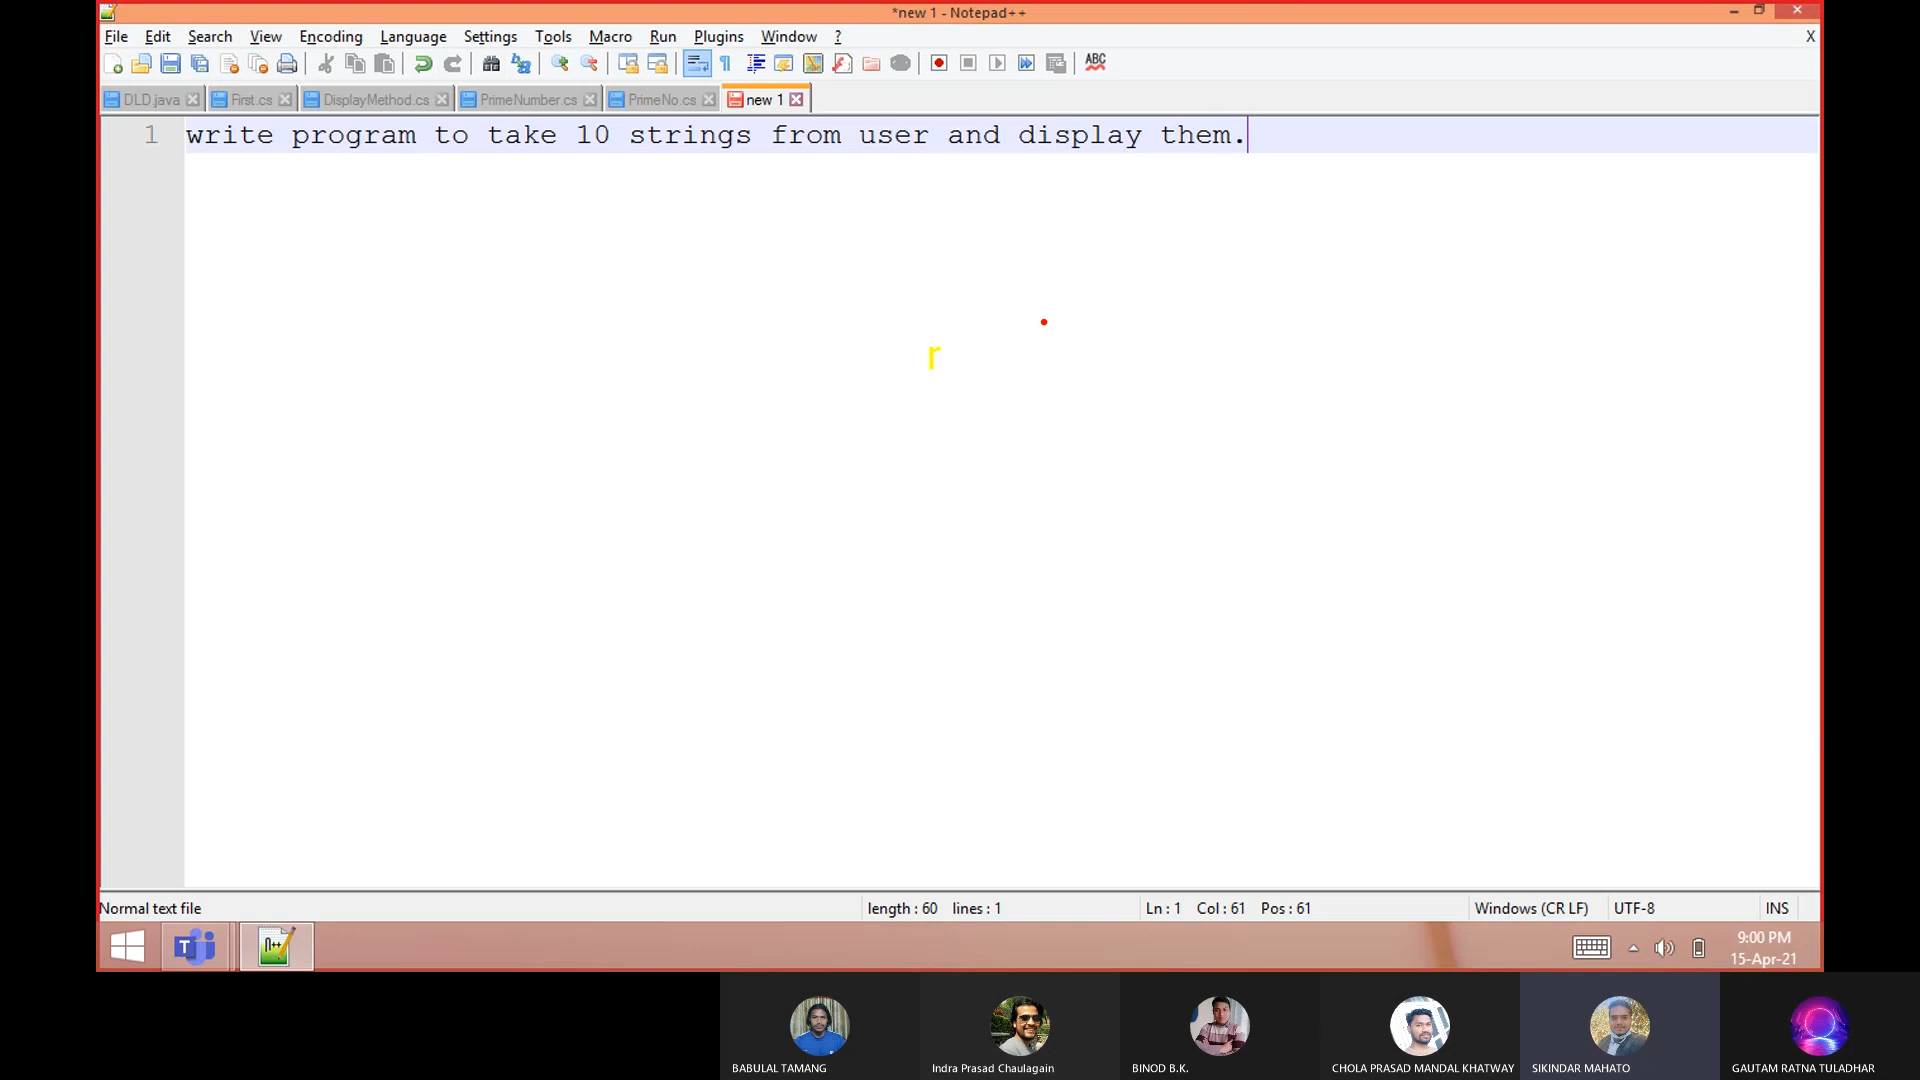 *new 1 - Notepad++
File Edit Search View Encoding Language Settings Tools Macro Run Plugins Window ? X
ABC
DLD.java First.cs DisplayMethod.cs PrimeNumber.cs PrimeNo.cs new 1
1 write program to take 10 strings from user and display them.
r
Normal text file length : 60 lines : 1 Ln : 1 Col : 61 Pos : 61 Windows (CR LF) UTF-8 INS
9:00 PM
15-Apr-21
BABULAL TAMANG Indra Prasad Chaulagain BINOD B.K. CHOLA PRASAD MANDAL KHATWAY SIKINDAR MAHATO GAUTAM RATNA TULADHAR